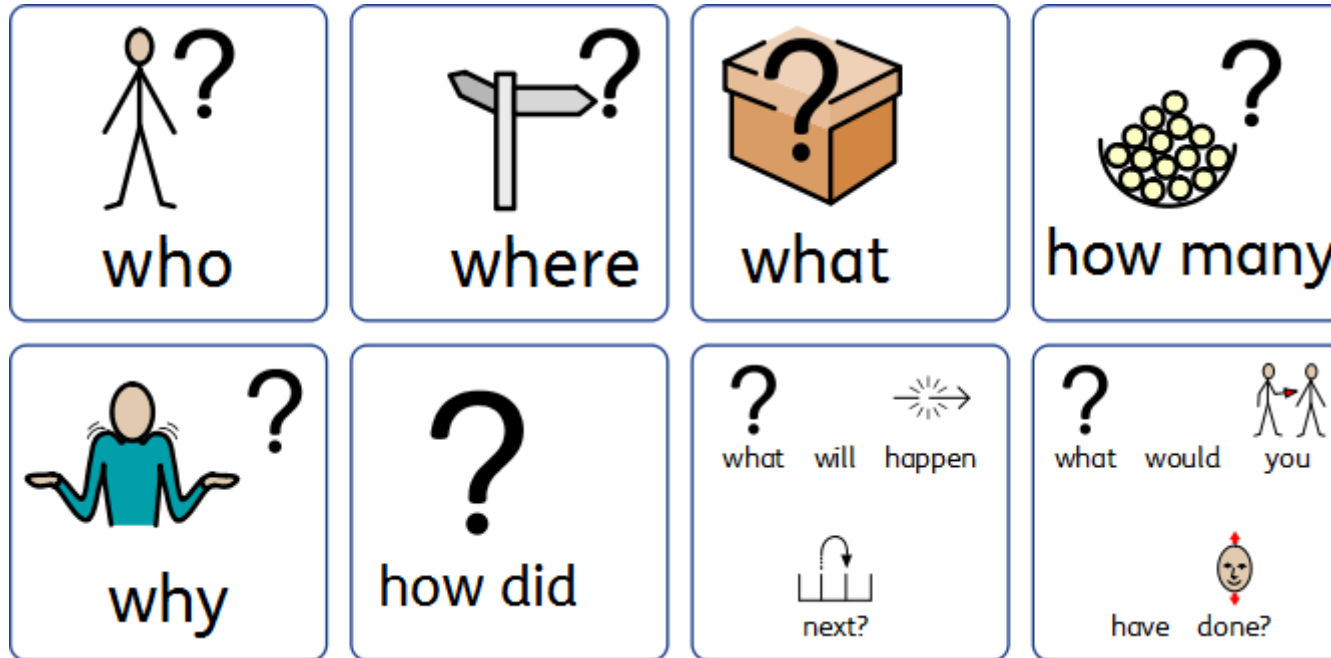 ?
who
?
where
?
what
?
how many
?
why
?
how did
?
what will happen
next?
?
what would you
have done?